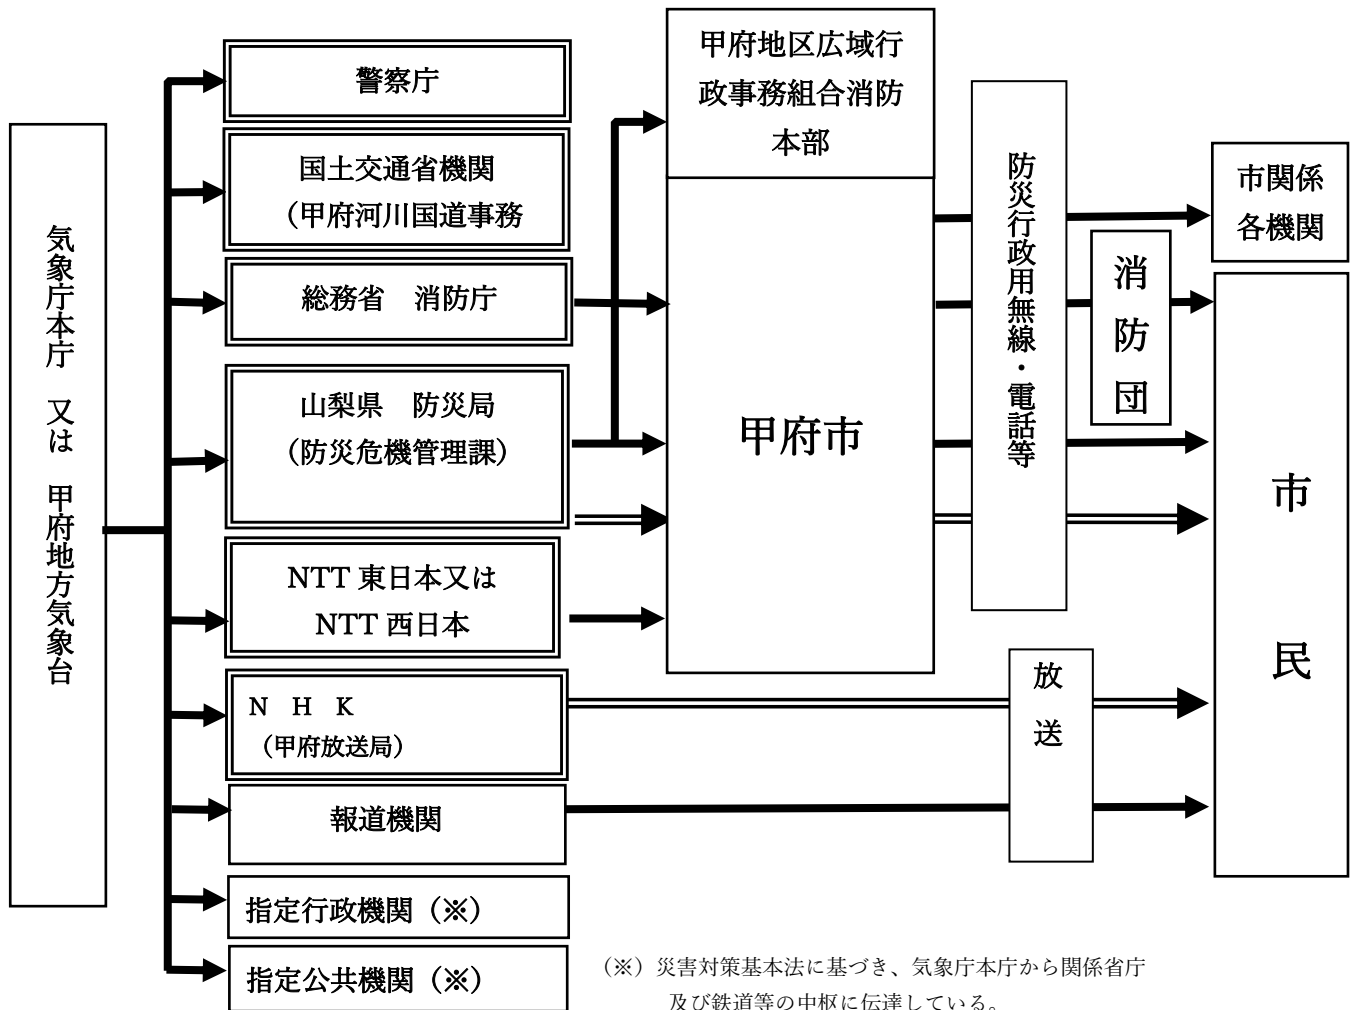 気象庁本庁　又は　甲府地方気象台
警察庁
国土交通省機関
（甲府河川国道事務
総務省　消防庁
山梨県　防災局
（防災危機管理課）
NTT 東日本又は
NTT 西日本
Ｎ　Ｈ　Ｋ
（甲府放送局）
報道機関
指定行政機関（※）
指定公共機関（※）
甲府地区広域行
政事務組合消防
本部
甲府市
防災行政用無線・電話等
消防団
放送
市関係
各機関
市民
（※）災害対策基本法に基づき、気象庁本庁から関係省庁
及び鉄道等の中枢に伝達している。